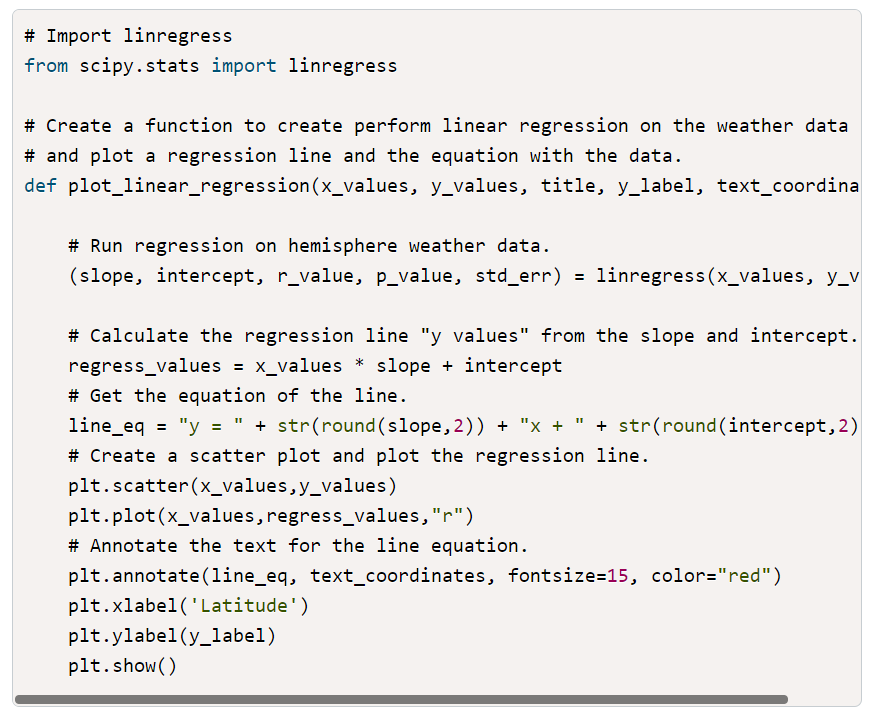 # Import linregress
from scipy.stats import linregress

# Create a function to create perform linear regression on the weather data
# and plot a regression line and the equation with the data.
def plot_linear_regression(x_values, y_values, title, y_label, text_coordina

    # Run regression on hemisphere weather data.
    (slope, intercept, r_value, p_value, std_err) = linregress(x_values, y_v

    # Calculate the regression line "y values" from the slope and intercept.
    regress_values = x_values * slope + intercept
    # Get the equation of the line.
    line_eq = "y = " + str(round(slope,2)) + "x + " + str(round(intercept,2)
    # Create a scatter plot and plot the regression line.
    plt.scatter(x_values,y_values)
    plt.plot(x_values,regress_values,"r")
    # Annotate the text for the line equation.
    plt.annotate(line_eq, text_coordinates, fontsize=15, color="red")
    plt.xlabel('Latitude')
    plt.ylabel(y_label)
    plt.show()